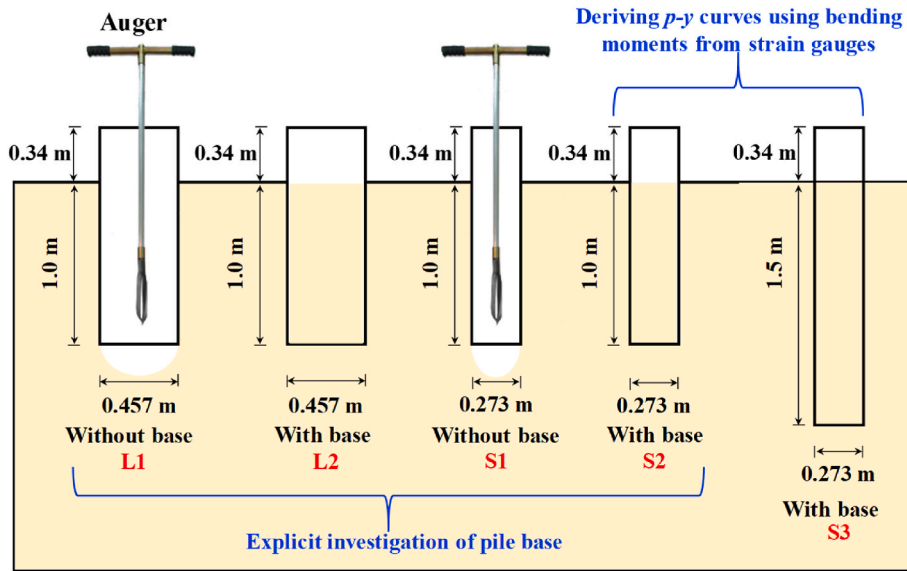 Auger
Deriving p-y curves using bending
moments from strain gauges
0.34 m
0.34 m
0.34 m
0.34 m
0.34 m
1.0 m
1.0 m
1.0 m
1.0 m
1.5 m
0.457 m
Without base
L1
0.457 m
With base
L2
0.273 m
Without base
S1
0.273 m
With base
S2
0.273 m
With base
S3
Explicit investigation of pile base